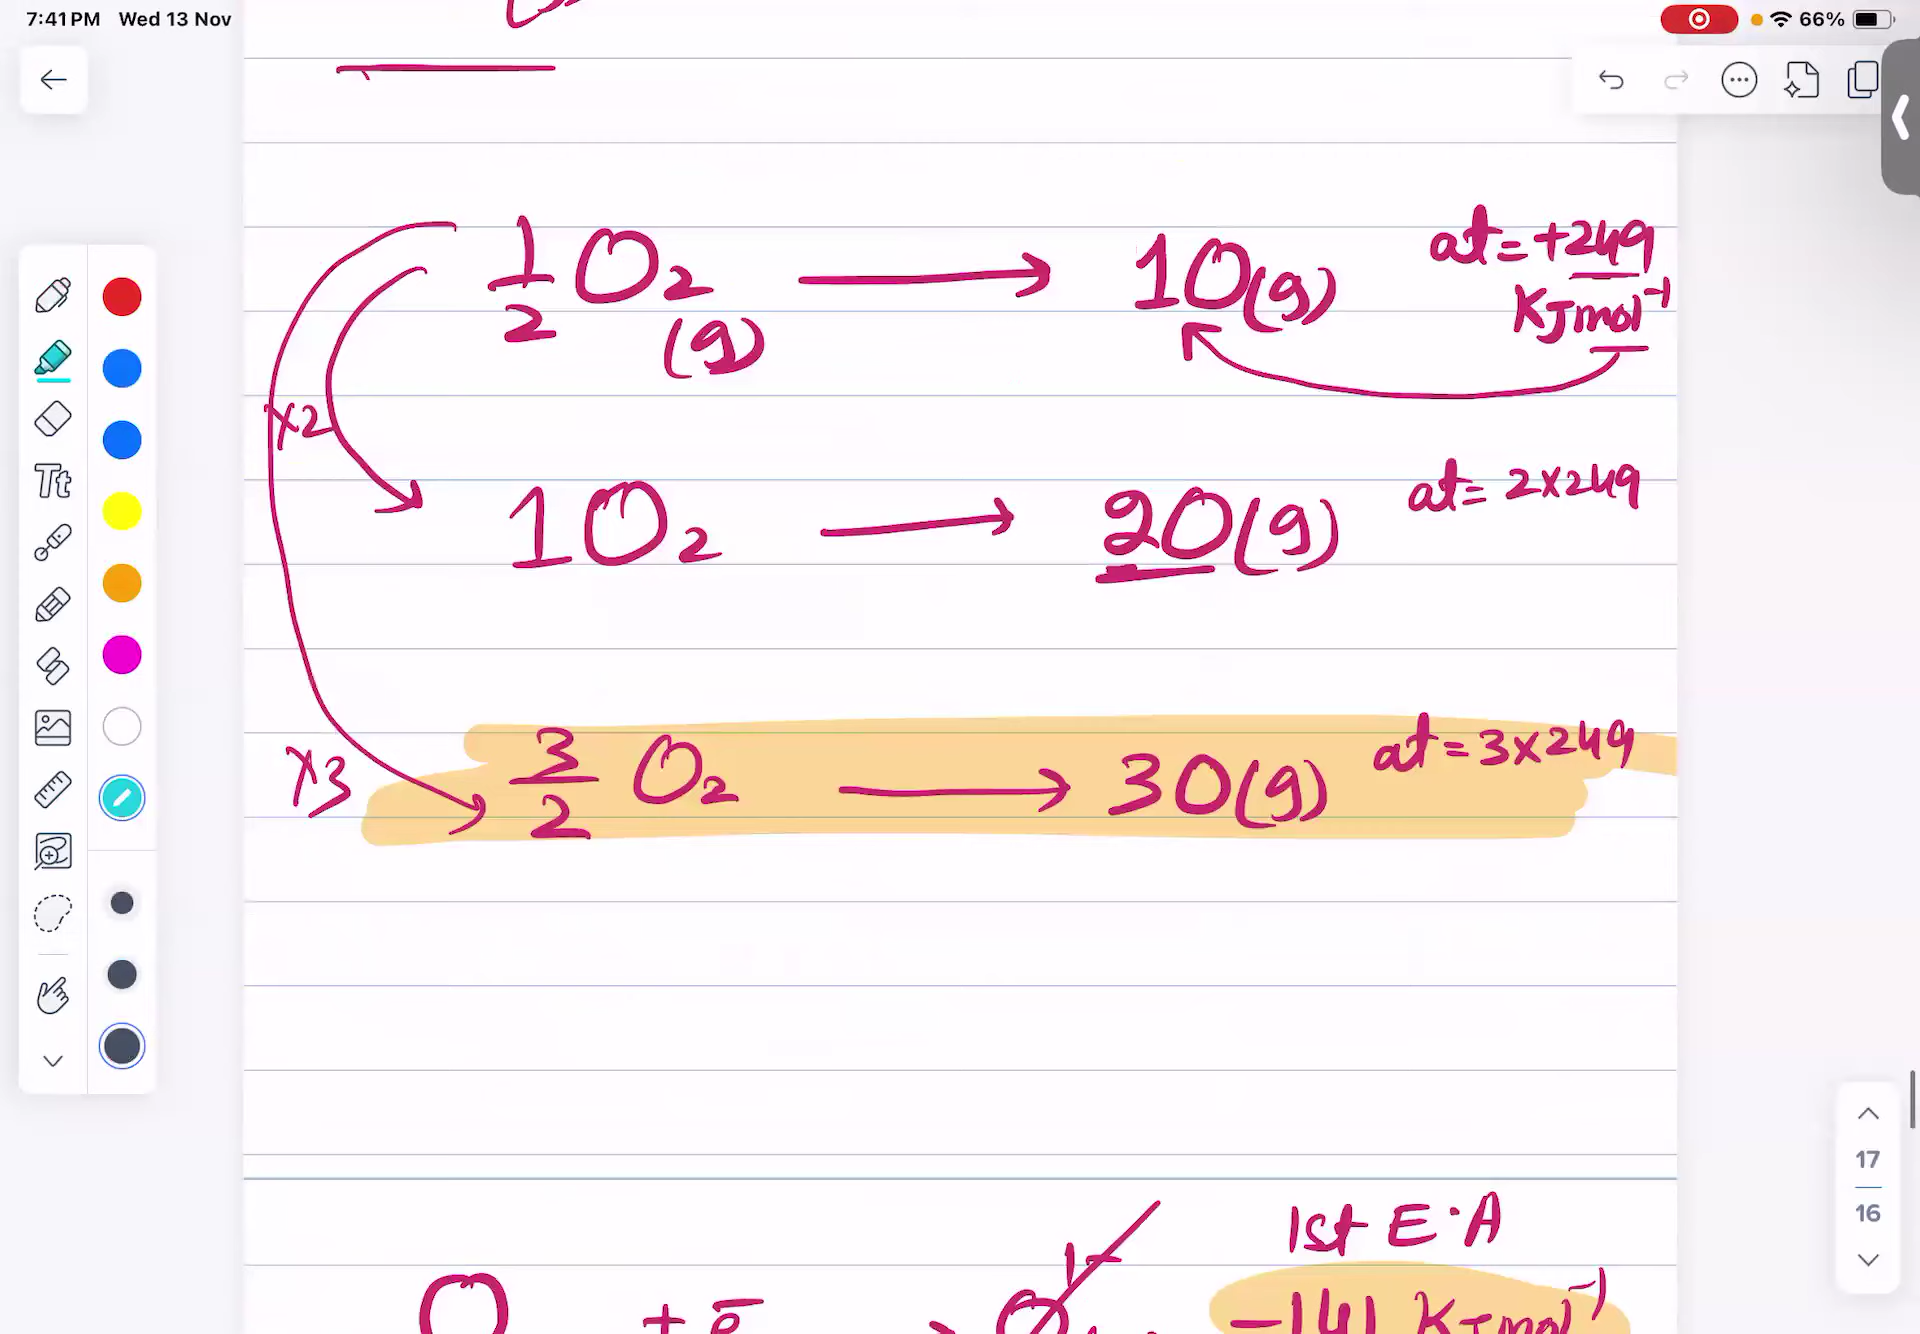 7:41 PM Wed 13 Nov
66%
Tt
1/2 O2 (g) → 1O(g) at = +249 KJmol⁻¹
x2
1O2 → 2O(g) at = 2x249
x3
3/2 O2 → 3O(g) at = 3x249
1st E·A
O + e⁻ → O -141 KJmol⁻¹
17
16